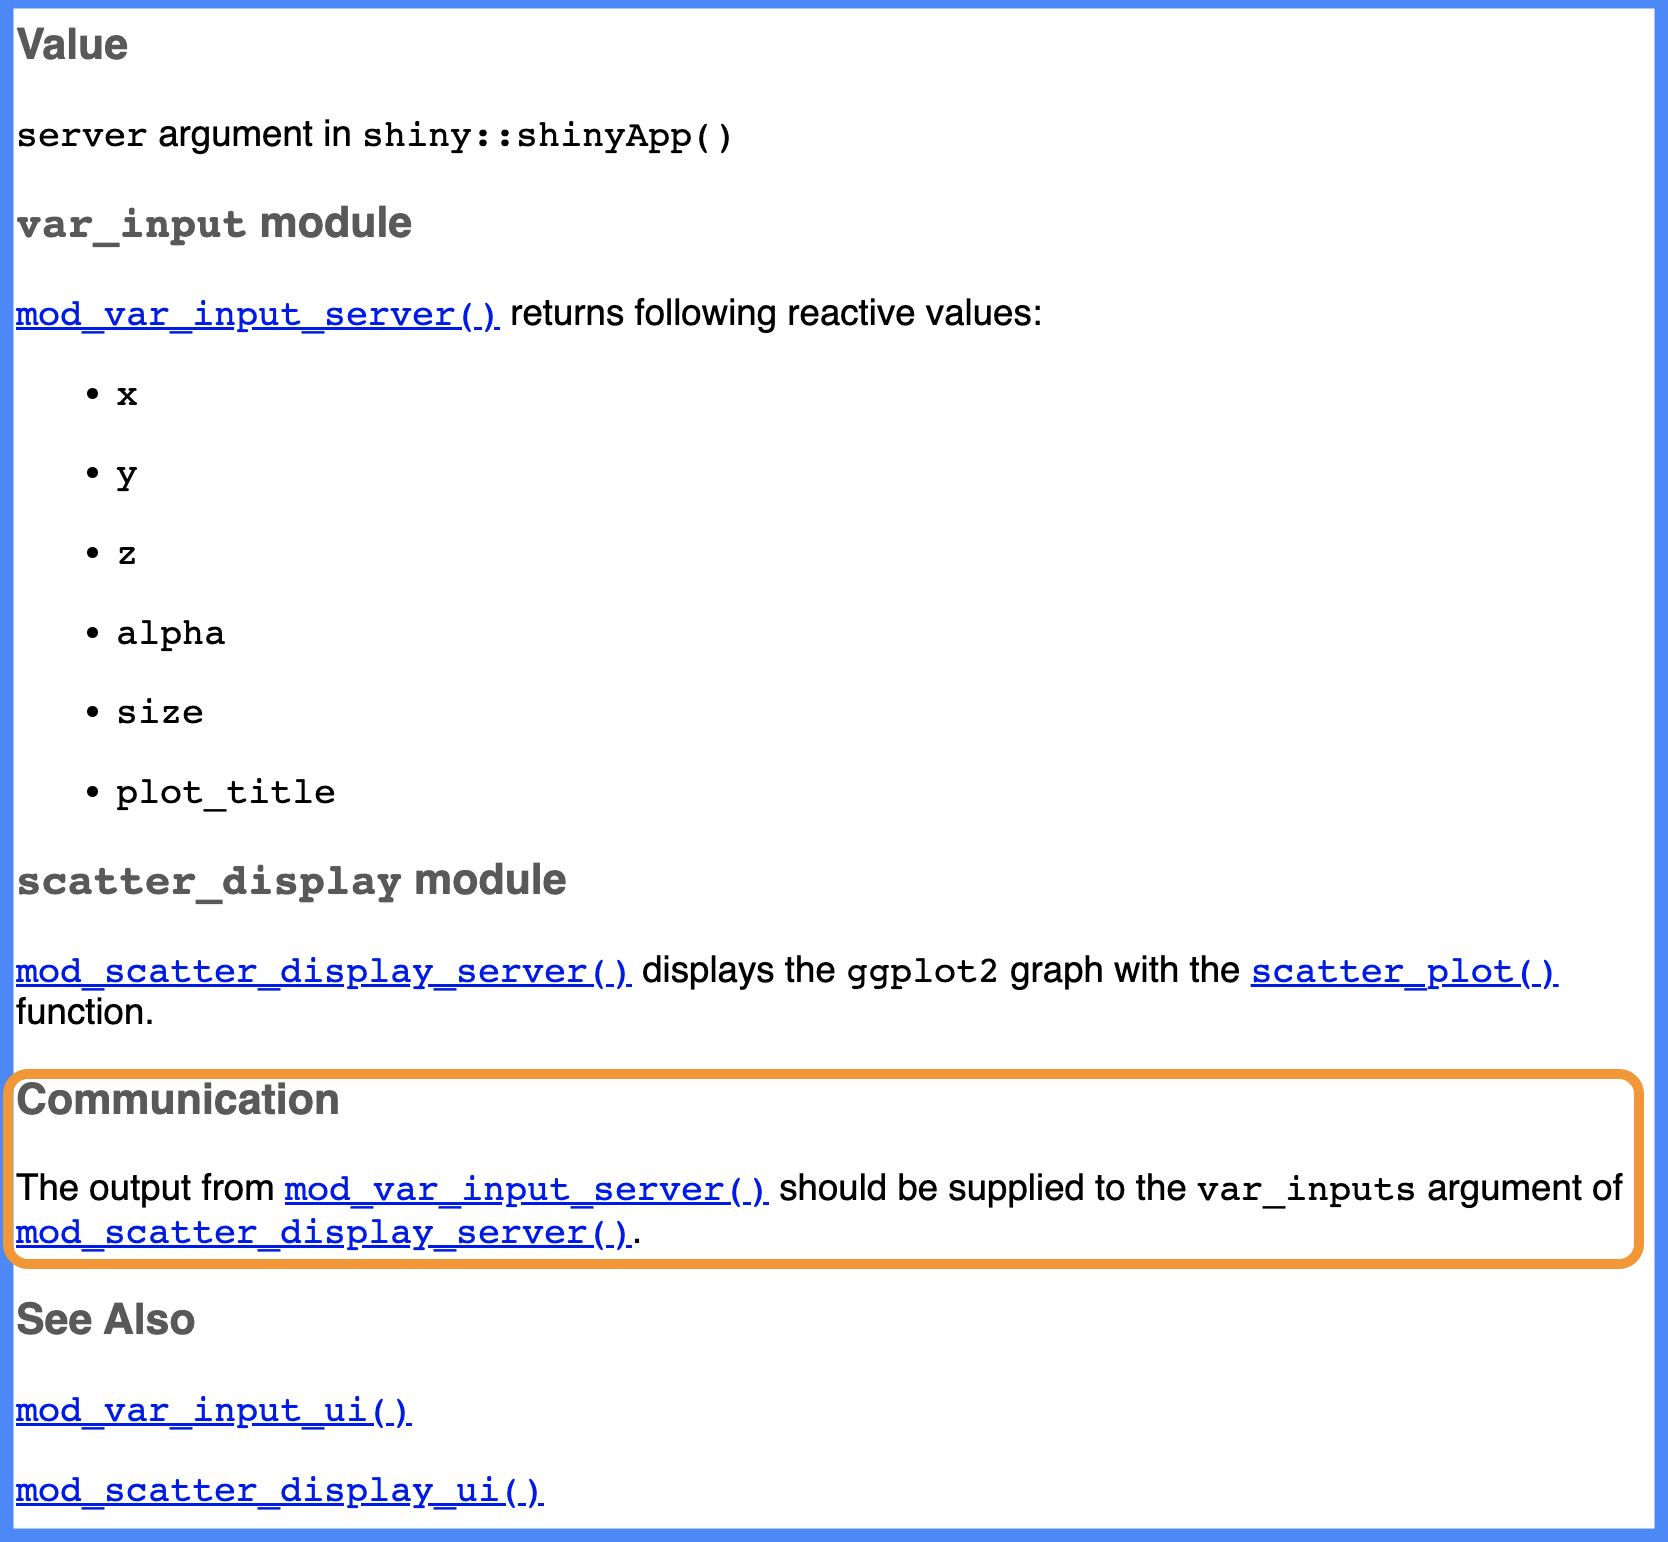 Value
server argument in shiny::shinyApp()
var_input module
mod_var_input_server() returns following reactive values:
• x
• y
• z
• alpha
• size
• plot_title
scatter_display module
mod_scatter_display_server() displays the ggplot2 graph with the scatter_plot()
function.
Communication
The output from mod_var_input_server() should be supplied to the var_inputs argument of
mod_scatter_display_server().
See Also
mod_var_input_ui()
mod_scatter_display_ui()